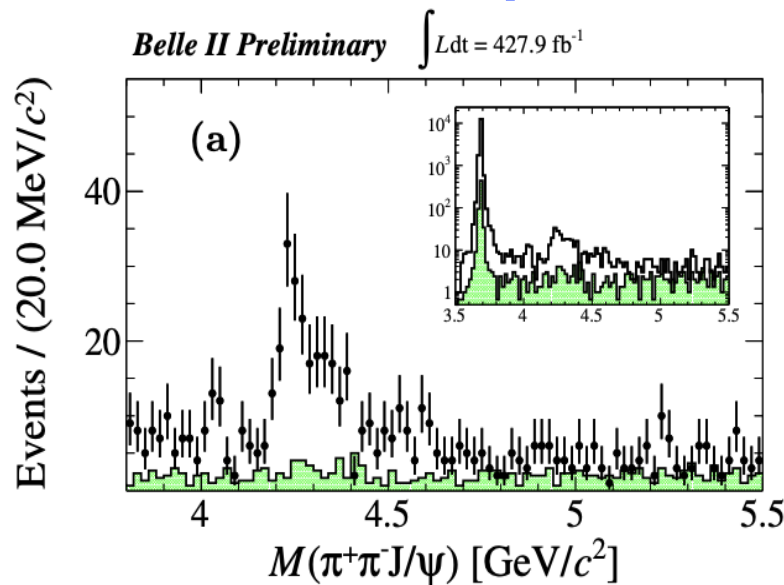 Belle II Preliminary ∫Ldt = 427.9 fb⁻¹
(a)
Events / (20.0 MeV/c²)
40
20
10⁴
10³
10²
10
1
3.5 4 4.5 5 5.5
4 4.5 5 5.5
M(π⁺π⁻J/ψ) [GeV/c²]